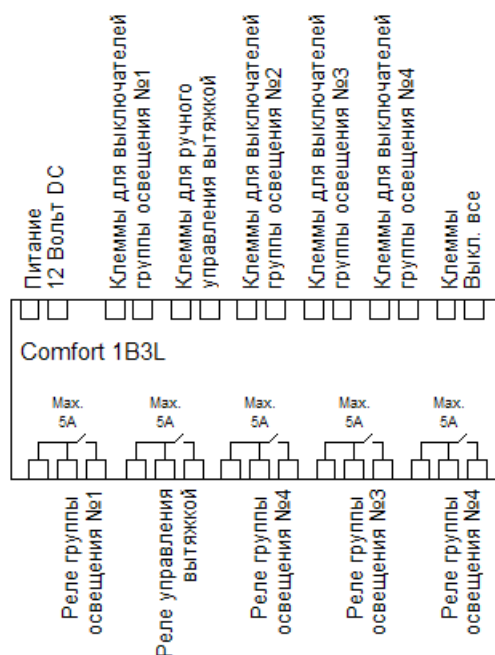 Питание
12 Вольт DC
Клеммы для выключателей
группы освещения №1
Клеммы для ручного
управления вытяжкой
Клеммы для выключателей
группы освещения №2
Клеммы для выключателей
группы освещения №3
Клеммы для выключателей
группы освещения №4
Клеммы
Выкл. все
Comfort 1B3L
Max.
5A
Max.
5A
Max.
5A
Max.
5A
Max.
5A
Реле группы
освещения №1
Реле управления
вытяжкой
Реле группы
освещения №4
Реле группы
освещения №3
Реле группы
освещения №4